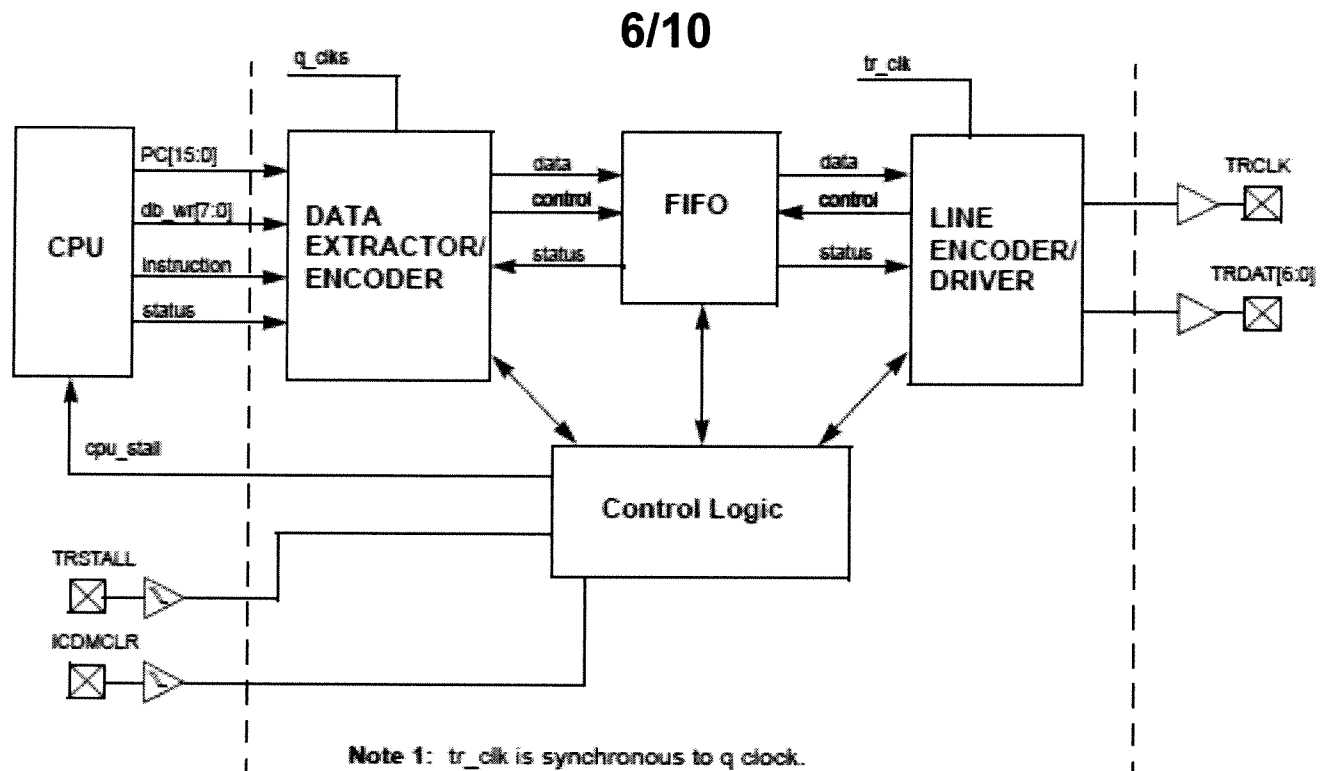 6/10
q_clks
tr_clk
CPU
PC[15:0]
db_wr[7:0]
instruction
status
DATA
EXTRACTOR/
ENCODER
data
control
status
FIFO
data
control
status
LINE
ENCODER/
DRIVER
TRCLK
TRDAT[6:0]
cpu_stall
Control Logic
TRSTALL
ICDMCLR
Note 1: tr_clk is synchronous to q clock.